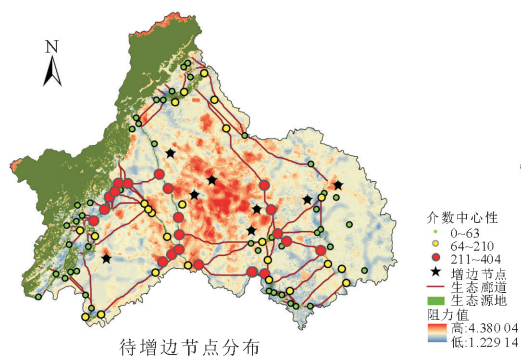 N
介数中心性
0~63
64~210
211~404
增边节点
生态廊道
生态源地
阻力值
高:4.380 04
低:1.229 14
待增边节点分布